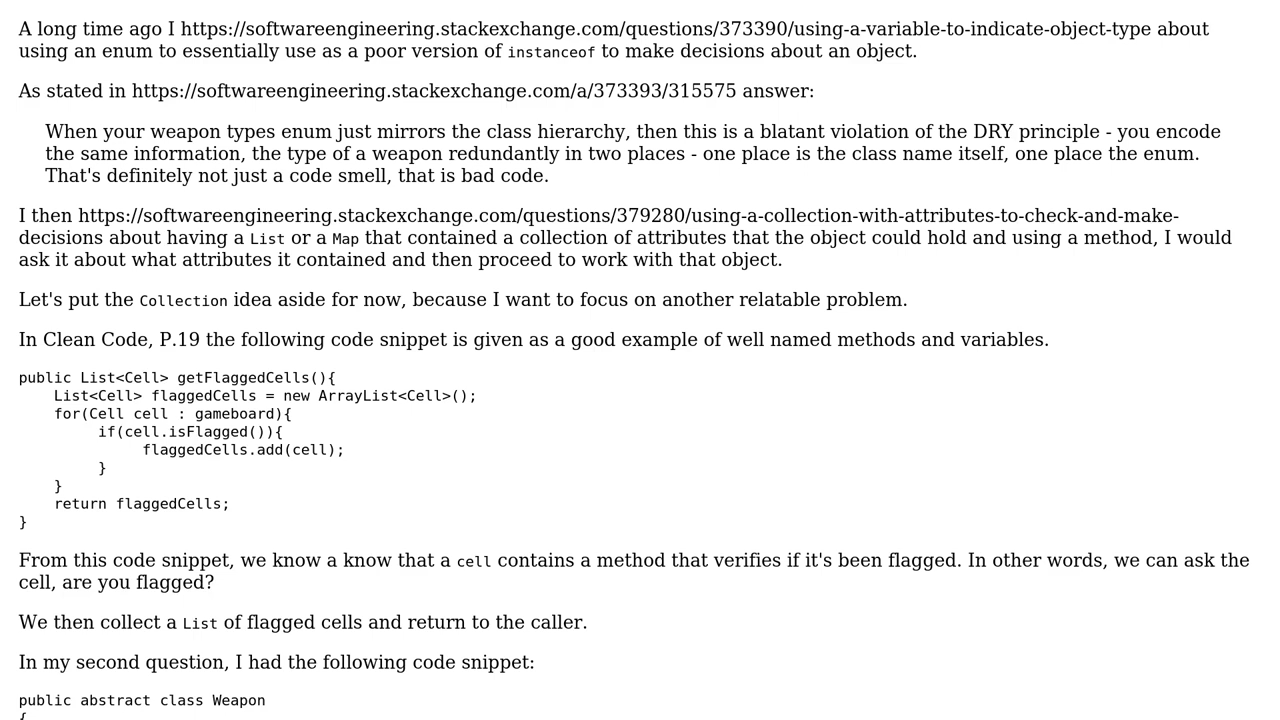 A long time ago I https://softwareengineering.stackexchange.com/questions/373390/using-a-variable-to-indicate-object-type about
using an enum to essentially use as a poor version of instanceof to make decisions about an object.
As stated in https://softwareengineering.stackexchange.com/a/373393/315575 answer:
When your weapon types enum just mirrors the class hierarchy, then this is a blatant violation of the DRY principle - you encode
the same information, the type of a weapon redundantly in two places - one place is the class name itself, one place the enum.
That's definitely not just a code smell, that is bad code.
I then https://softwareengineering.stackexchange.com/questions/379280/using-a-collection-with-attributes-to-check-and-make-
decisions about having a List or a Map that contained a collection of attributes that the object could hold and using a method, I would
ask it about what attributes it contained and then proceed to work with that object.
Let's put the Collection idea aside for now, because I want to focus on another relatable problem.
In Clean Code, P.19 the following code snippet is given as a good example of well named methods and variables.
public List<Cell> getFlaggedCells(){
    List<Cell> flaggedCells = new ArrayList<Cell>();
    for(Cell cell : gameboard){
         if(cell.isFlagged()){
              flaggedCells.add(cell);
         }
    }
    return flaggedCells;
}
From this code snippet, we know a know that a cell contains a method that verifies if it's been flagged. In other words, we can ask the
cell, are you flagged?
We then collect a List of flagged cells and return to the caller.
In my second question, I had the following code snippet:
public abstract class Weapon
{